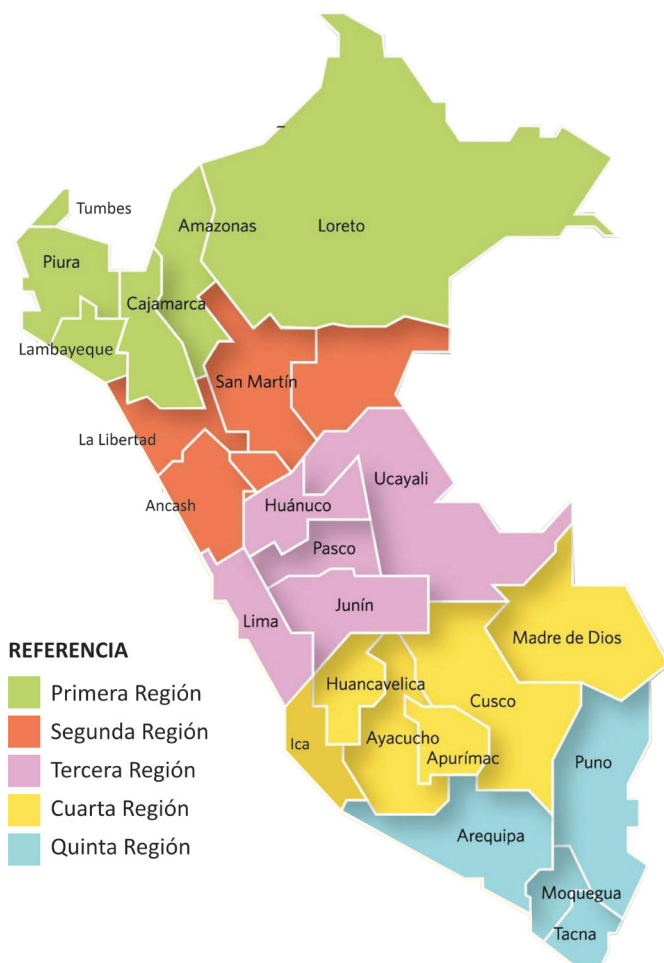 Tumbes
Amazonas
Loreto
Piura
Cajamarca
Lambayeque
San Martín
La Libertad
Ucayali
Ancash
Huánuco
Pasco
Junín
Lima
Madre de Dios
Huancavelica
Cusco
Ica
Ayacucho
Apurímac
Puno
Arequipa
Moquegua
Tacna
REFERENCIA
Primera Región
Segunda Región
Tercera Región
Cuarta Región
Quinta Región